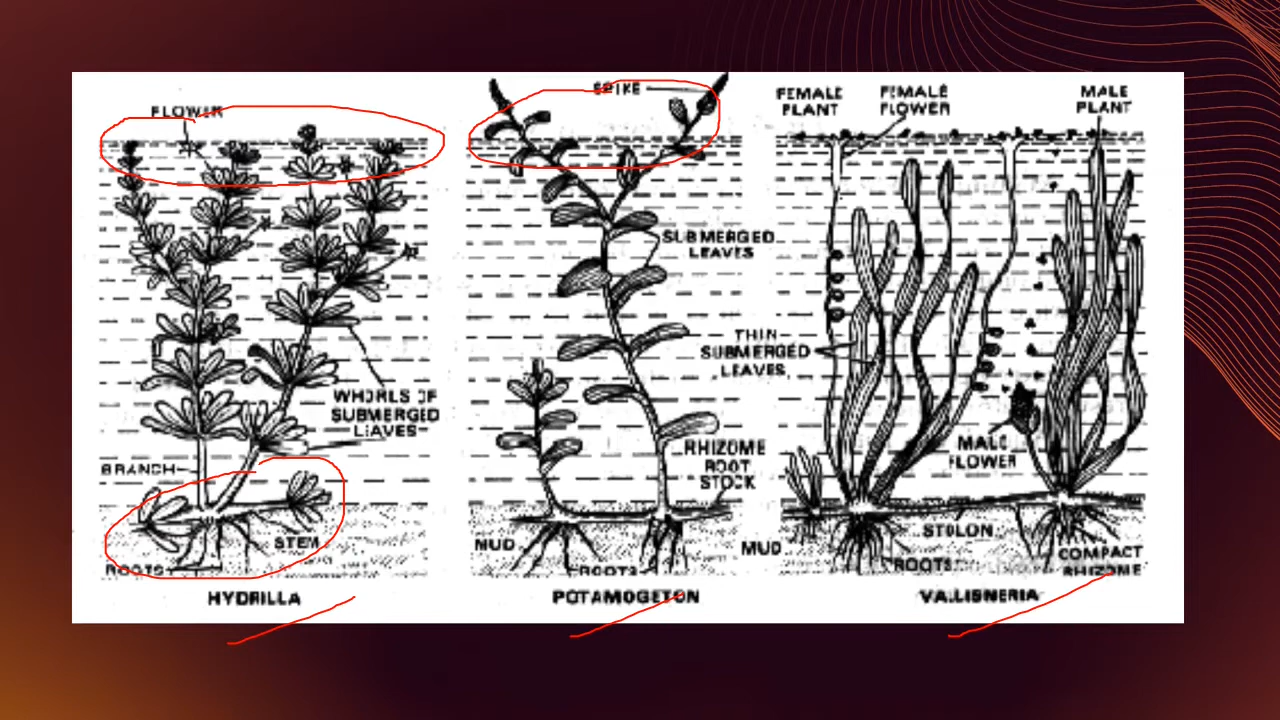 FLOWER
WHORLS OF
SUBMERGED
LEAVES
BRANCH
STEM
ROOTS
HYDRILLA
SPIKE
SUBMERGED
LEAVES
RHIZOME
ROOT
STOCK
MUD
ROOTS
POTAMOGETON
FEMALE
PLANT
FEMALE
FLOWER
MALE
PLANT
THIN
SUBMERGED
LEAVES
MALE
FLOWER
STOLON
MUD
ROOTS
COMPACT
RHIZOME
VALLISNERIA